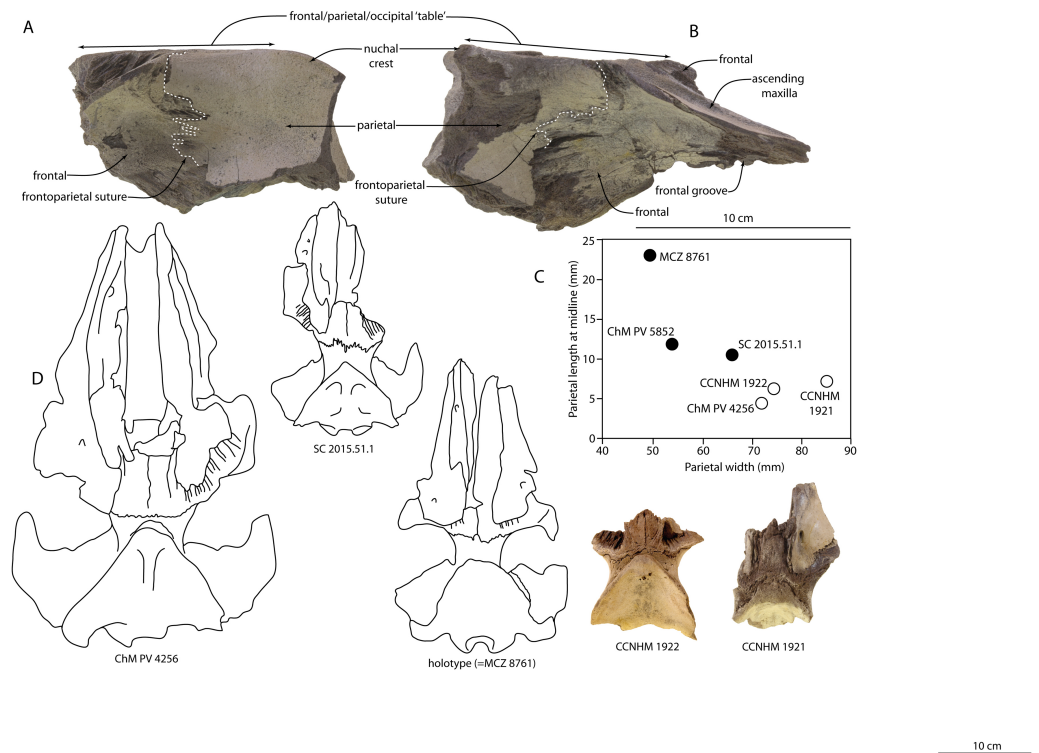 A
frontal/parietal/occipital ‘table’
B
nuchal
crest
frontal
ascending
maxilla
parietal
frontal
frontoparietal suture
frontoparietal
suture
frontal groove
frontal
10 cm
C
Parietal length at midline (mm)
25
20
15
10
5
0
MCZ 8761
ChM PV 5852
SC 2015.51.1
CCNHM 1922
ChM PV 4256
CCNHM
1921
40
50
60
70
80
90
Parietal width (mm)
D
SC 2015.51.1
ChM PV 4256
holotype (=MCZ 8761)
CCNHM 1922
CCNHM 1921
10 cm